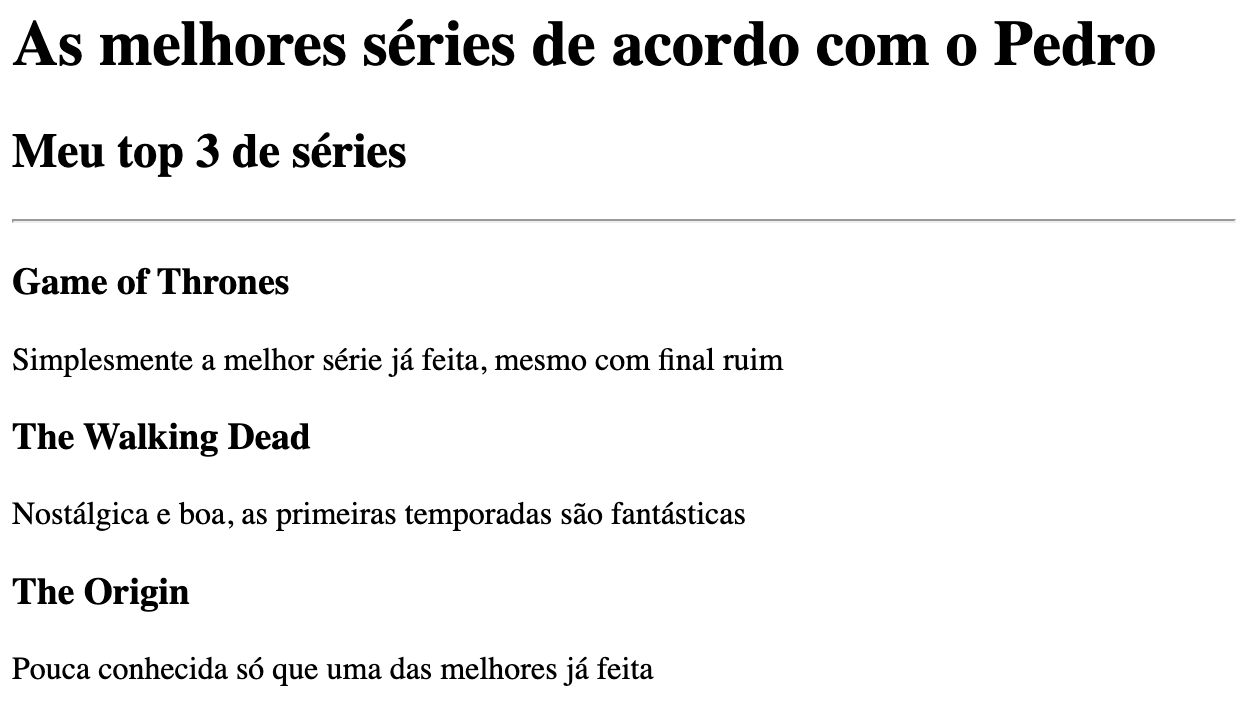 As melhores séries de acordo com o Pedro
Meu top 3 de séries
Game of Thrones
Simplesmente a melhor série já feita, mesmo com final ruim
The Walking Dead
Nostálgica e boa, as primeiras temporadas são fantásticas
The Origin
Pouca conhecida só que uma das melhores já feita